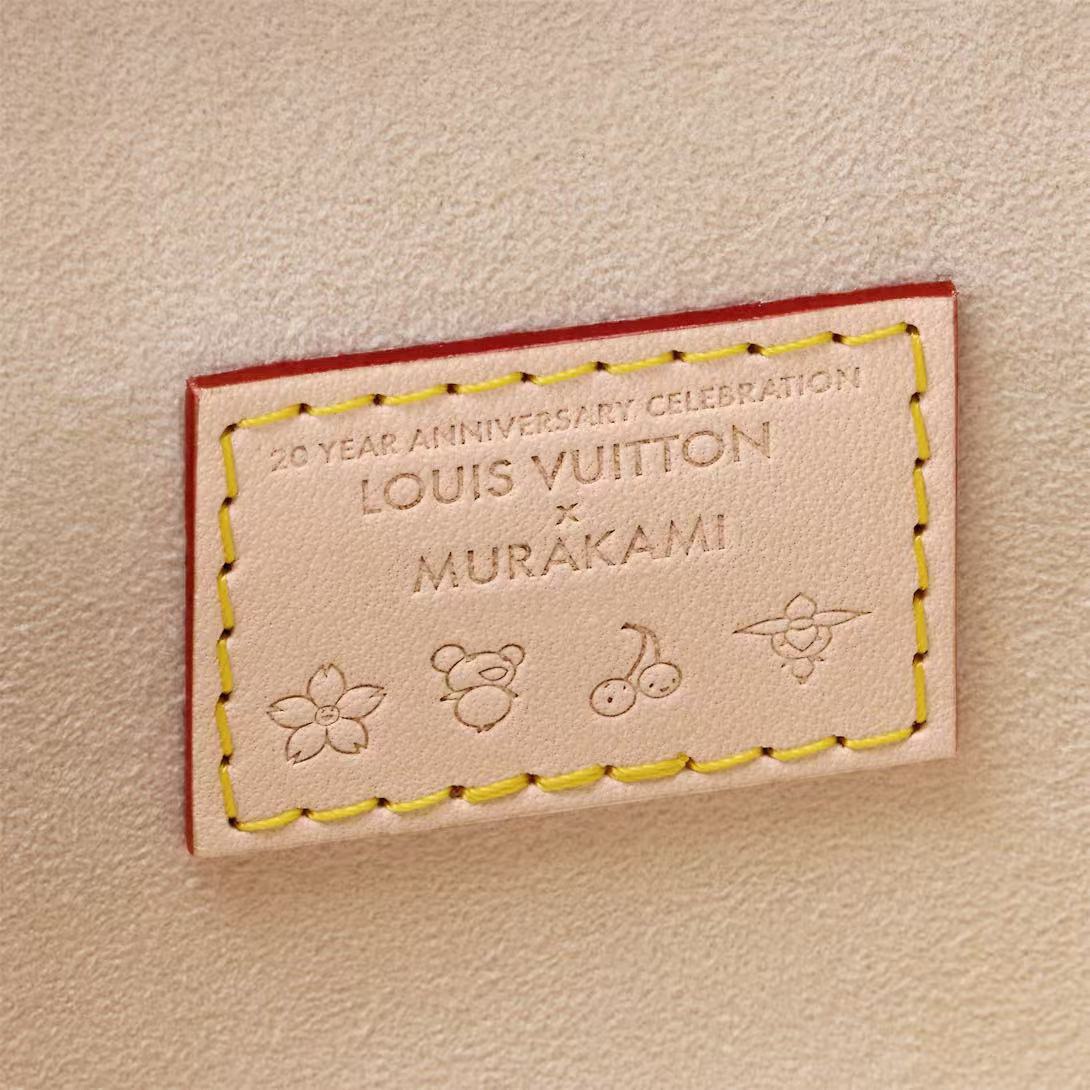 20 YEAR ANNIVERSARY CELEBRATION
LOUIS VUITTON
x
MURAKAMI